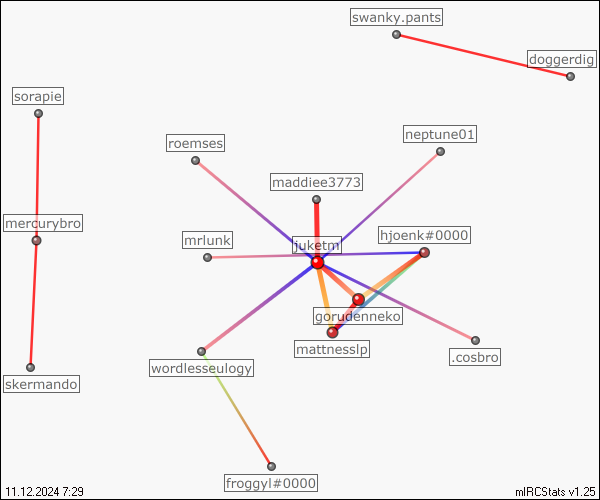 swanky.pants
doggerdig
sorapie
neptune01
roemses
maddiee3773
mercurybro
hjoenk#0000
mrlunk
juketm
gorudenneko
mattnesslp
.cosbro
wordlesseulogy
skermando
froggyl#0000
11.12.2024 7:29
mIRCStats v1.25